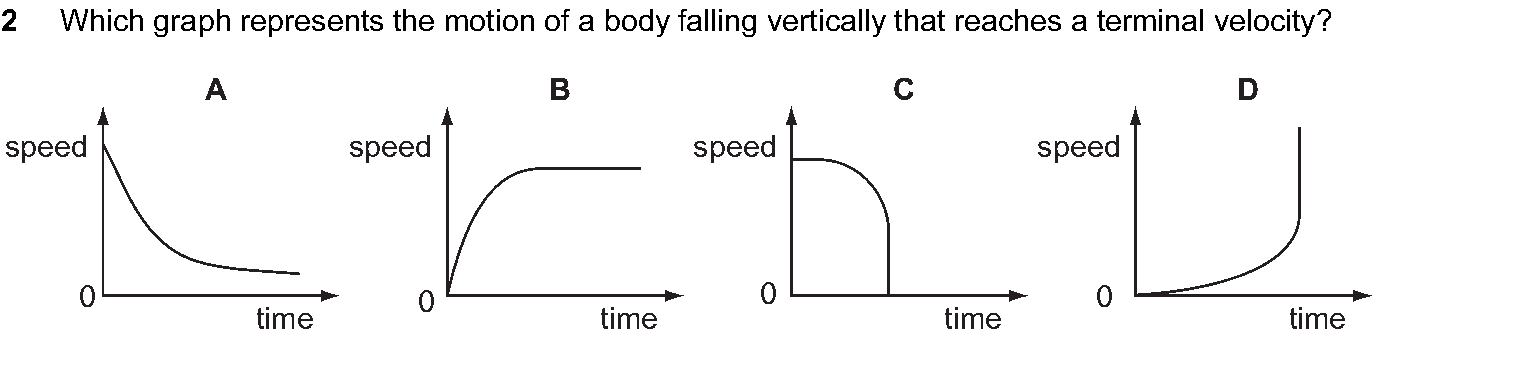 2 Which graph represents the motion of a body falling vertically that reaches a terminal velocity?
A B C D
speed speed speed speed
0 0 0 0
time time time time